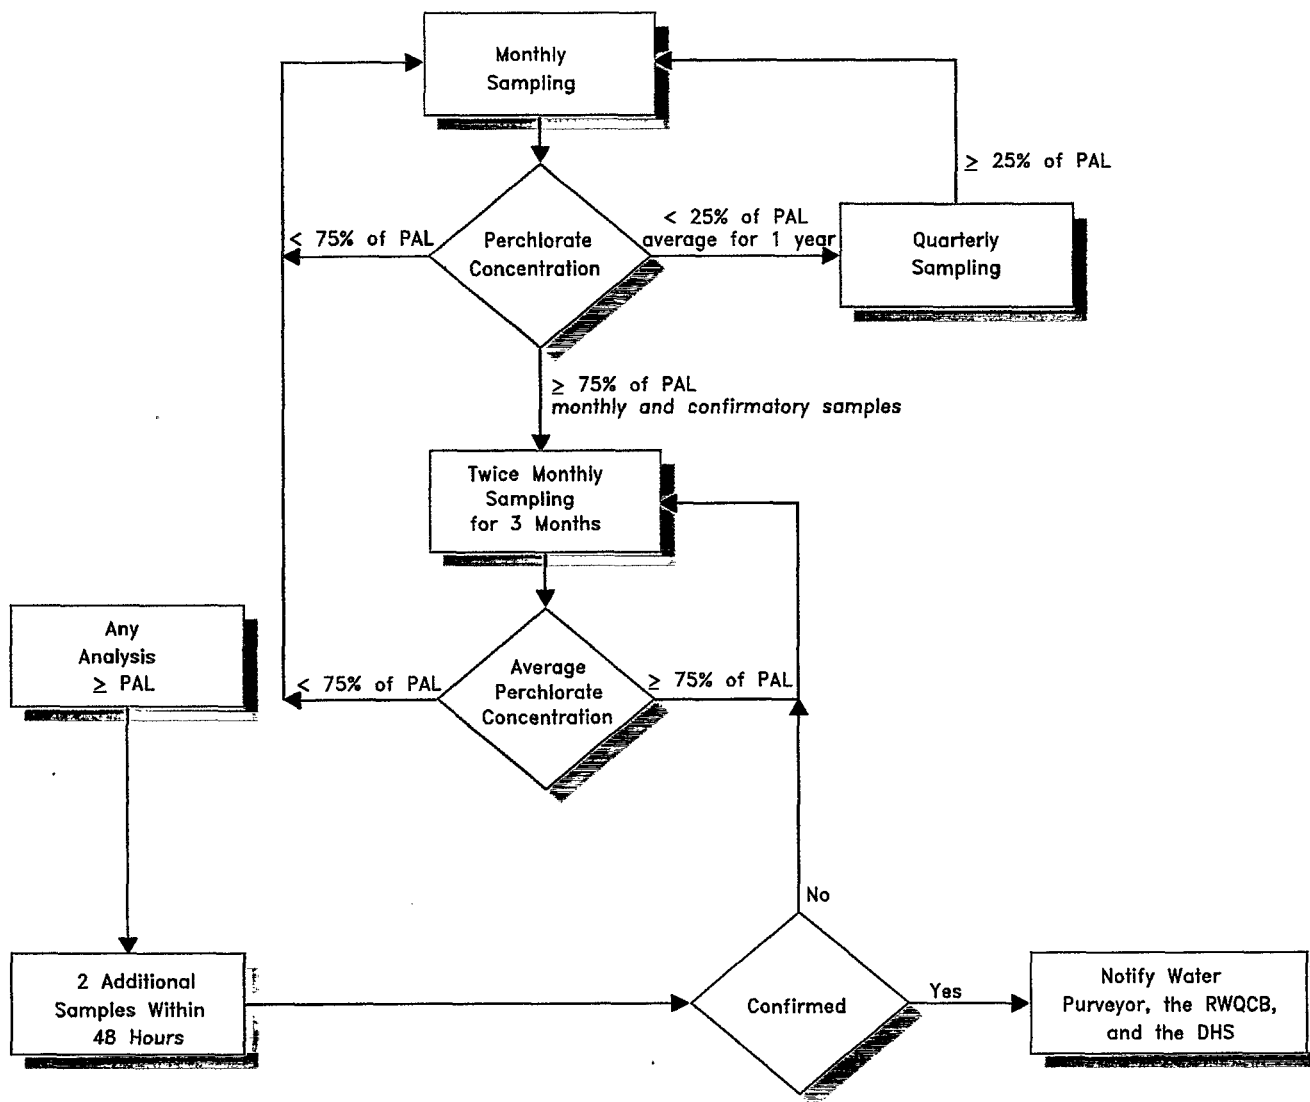 Monthly
Sampling
≥ 25% of PAL
< 75% of PAL
Perchlorate
Concentration
< 25% of PAL
average for 1 year
Quarterly
Sampling
≥ 75% of PAL
monthly and confirmatory samples
Twice Monthly
Sampling
for 3 Months
Any
Analysis
≥ PAL
< 75% of PAL
Average
Perchlorate
Concentration
≥ 75% of PAL
No
2 Additional
Samples Within
48 Hours
Confirmed
Yes
Notify Water
Purveyor, the RWQCB,
and the DHS